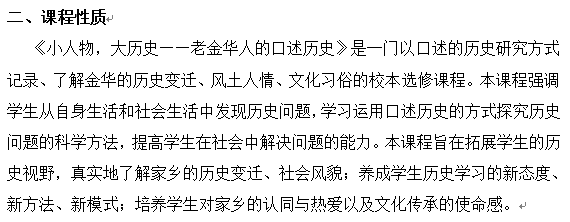 二、课程性质
《小人物，大历史——老金华人的口述历史》是一门以口述的历史研究方式
记录、了解金华的历史变迁、风土人情、文化习俗的校本选修课程。本课程强调
学生从自身生活和社会生活中发现历史问题，学习运用口述历史的方式探究历史
问题的科学方法，提高学生在社会中解决问题的能力。本课程旨在拓展学生的历
史视野，真实地了解家乡的历史变迁、社会风貌；养成学生历史学习的新态度、
新方法、新模式；培养学生对家乡的认同与热爱以及文化传承的使命感。